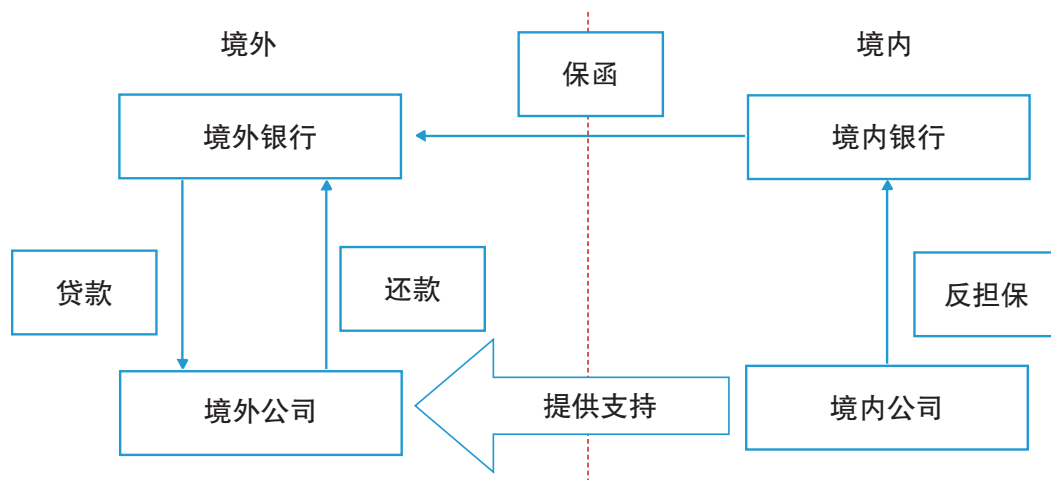 境外
境内
保函
境外银行
境内银行
贷款
还款
反担保
境外公司
提供支持
境内公司